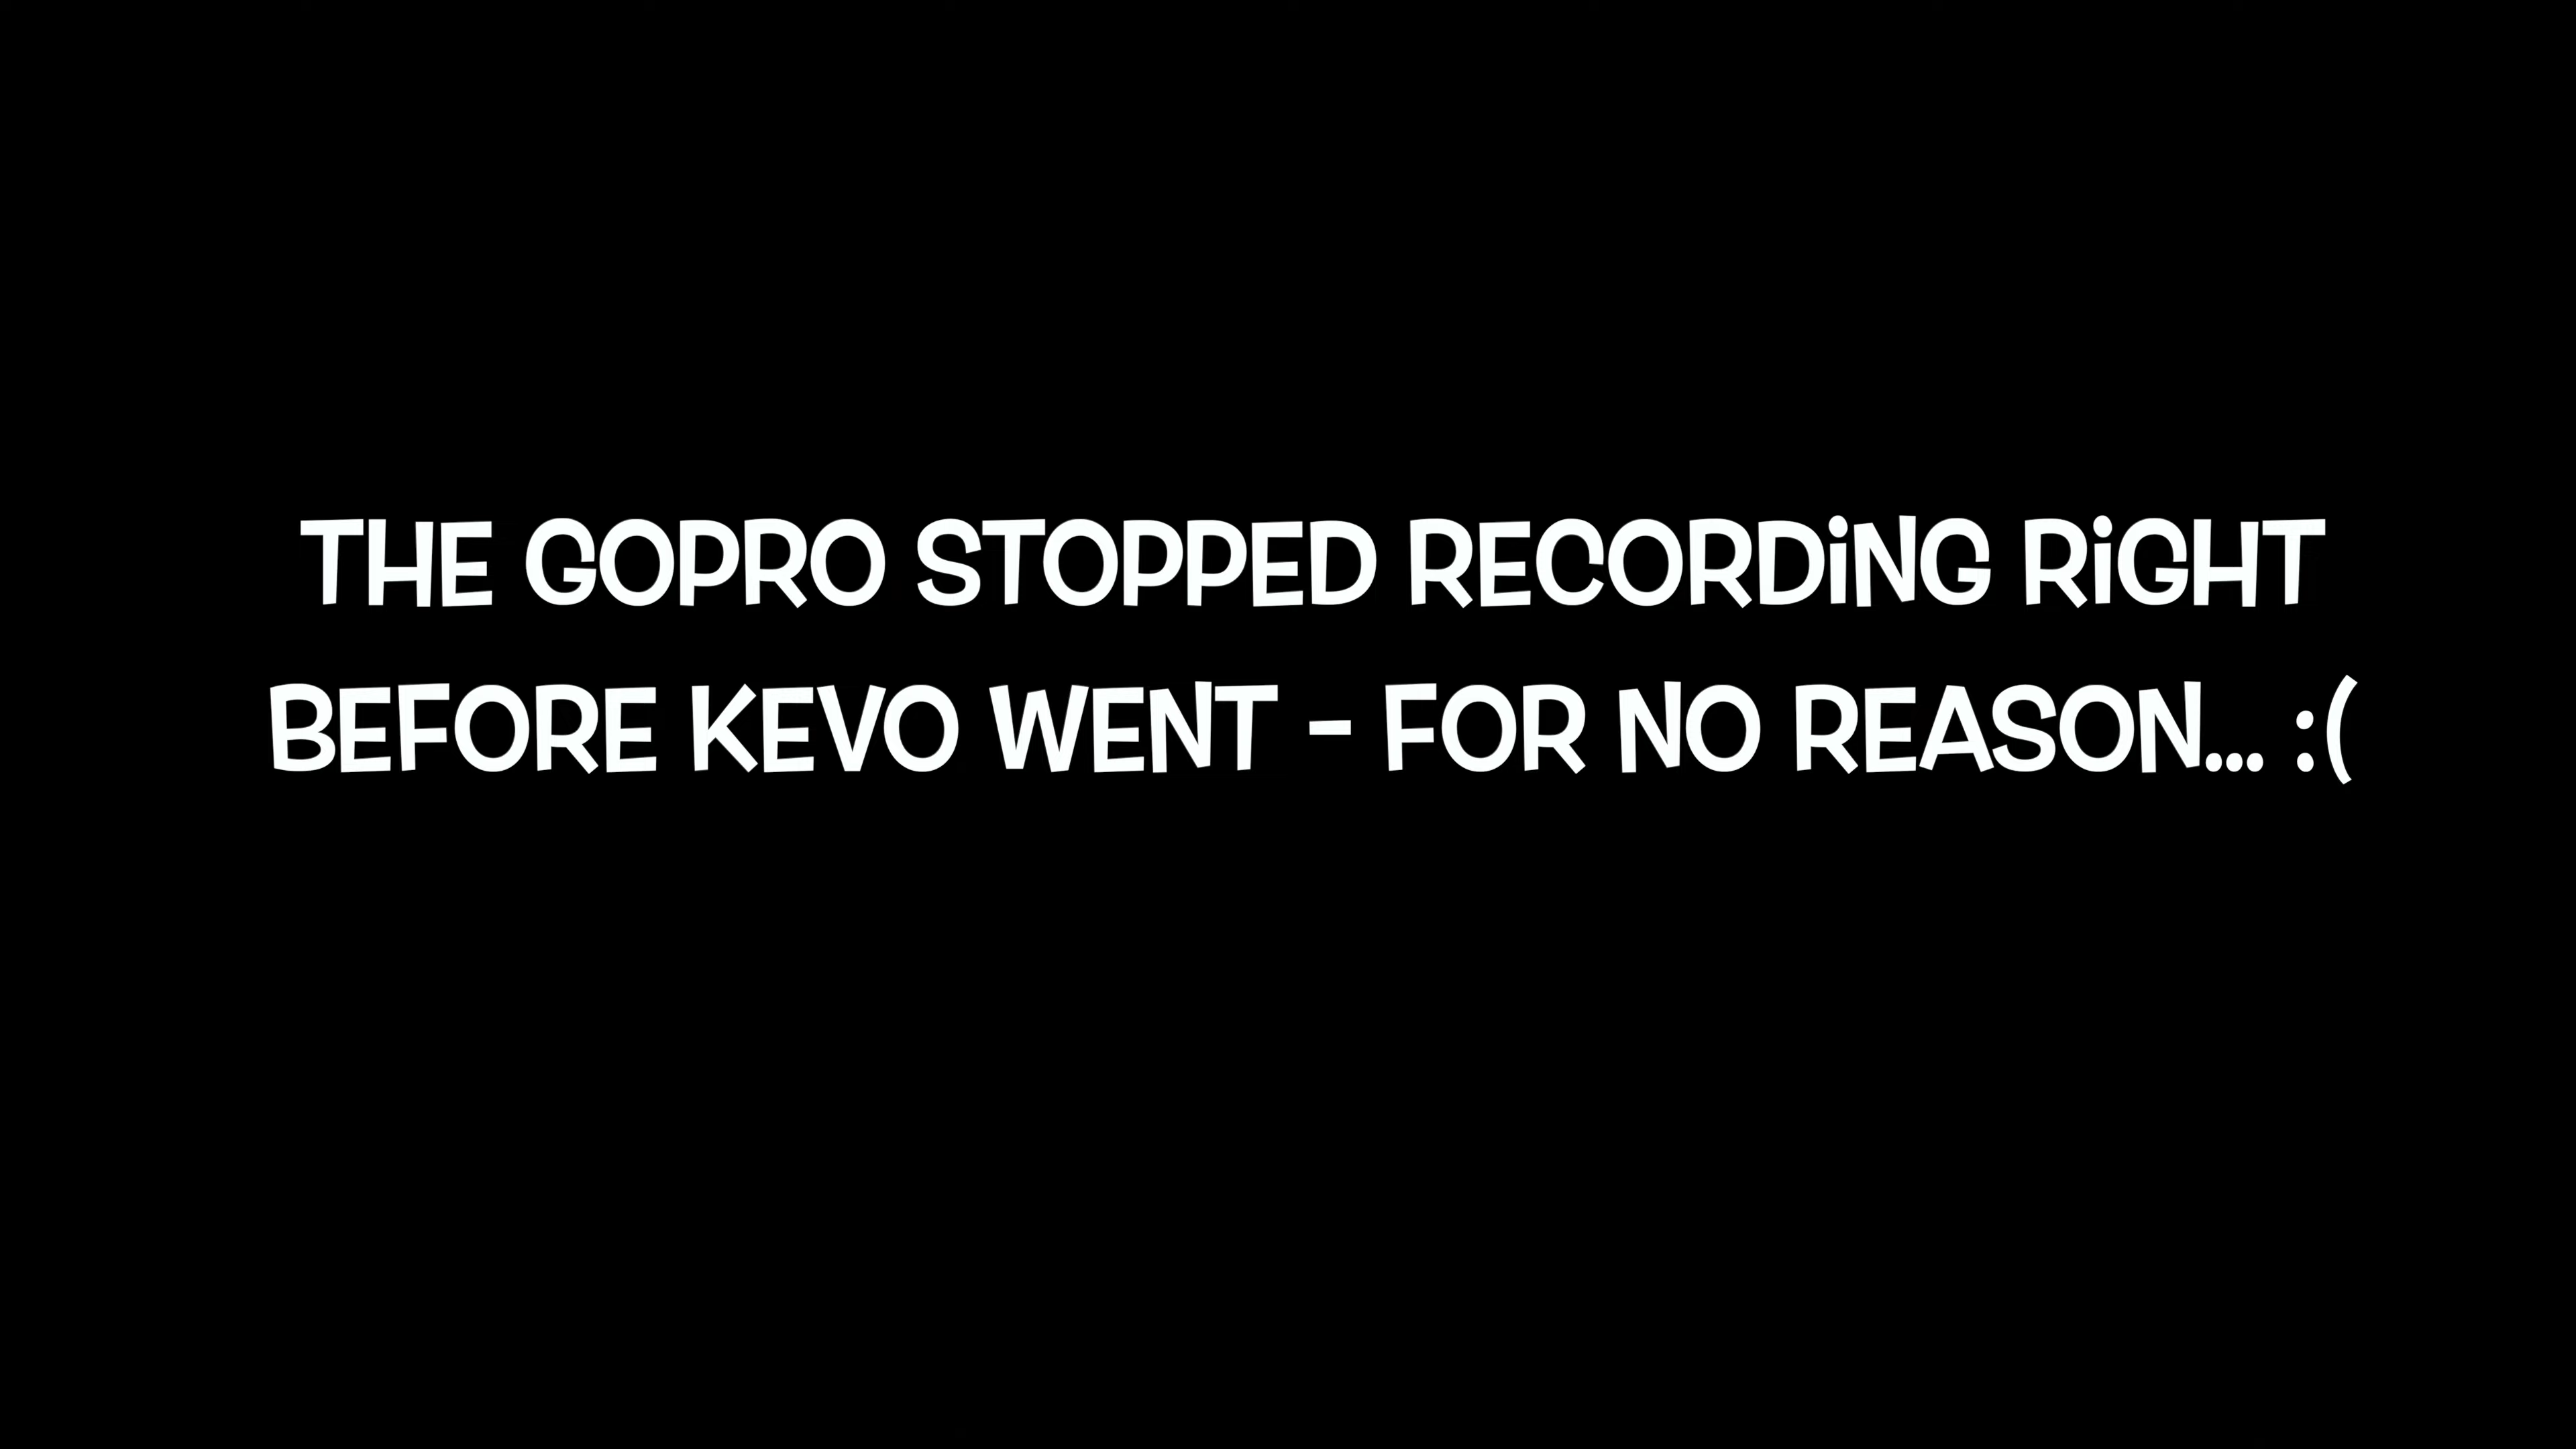 THE GOPRO STOPPED RECORDiNG RiGHT
BEFORE KEVO WENT - FOR NO REASON... :(